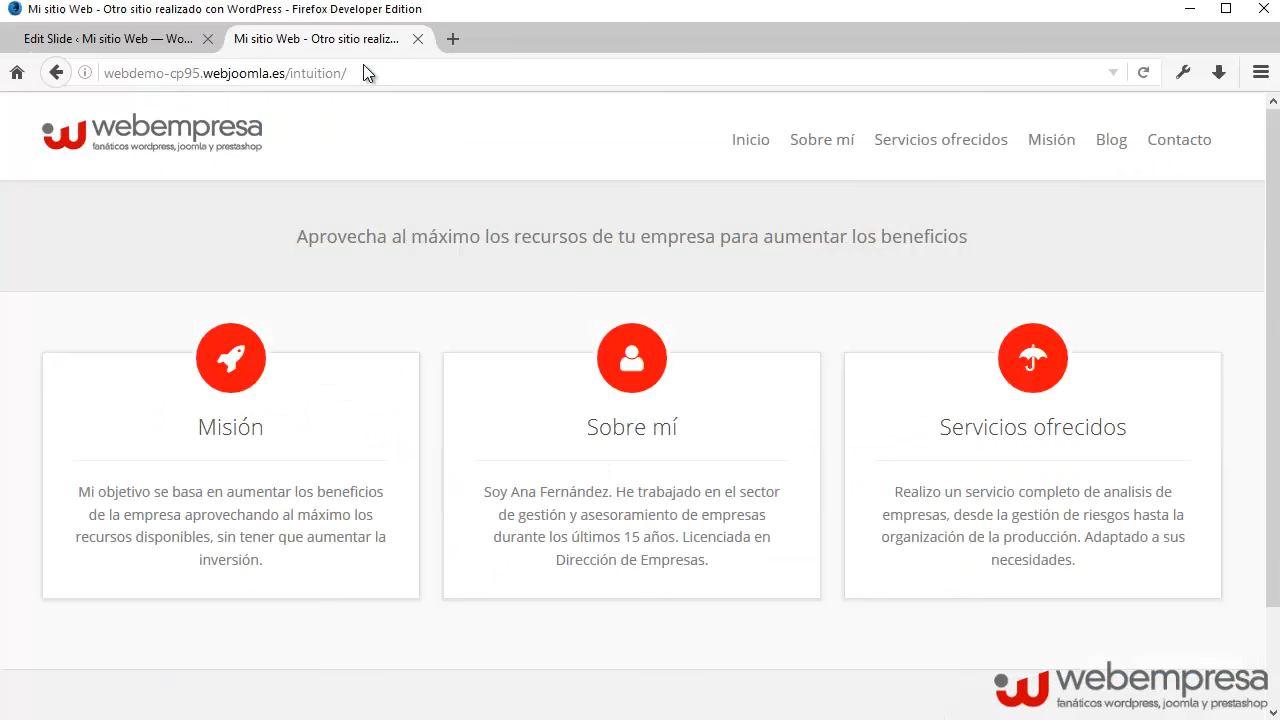 Mi sitio Web - Otro sitio realizado con WordPress - Firefox Developer Edition
Edit Slide ‹ Mi sitio Web — Wo...
Mi sitio Web - Otro sitio realiz...
webdemo-cp95.webjoomla.es/intuition/
webempresa
fanáticos wordpress, joomla y prestashop
Inicio Sobre mí Servicios ofrecidos Misión Blog Contacto
Aprovecha al máximo los recursos de tu empresa para aumentar los beneficios
Misión
Mi objetivo se basa en aumentar los beneficios
de la empresa aprovechando al máximo los
recursos disponibles, sin tener que aumentar la
inversión.
Sobre mí
Soy Ana Fernández. He trabajado en el sector
de gestión y asesoramiento de empresas
durante los últimos 15 años. Licenciada en
Dirección de Empresas.
Servicios ofrecidos
Realizo un servicio completo de analisis de
empresas, desde la gestión de riesgos hasta la
organización de la producción. Adaptado a sus
necesidades.
webempresa
fanáticos wordpress, joomla y prestashop